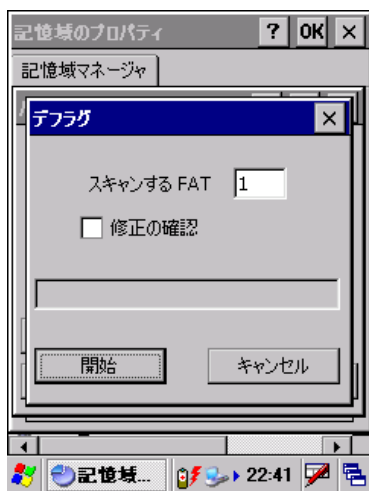 記憶域のプロパティ ? OK ×
記憶域マネージャ
デフラグ ×
スキャンする FAT 1
修正の確認
開始 キャンセル
記憶域... 22:41